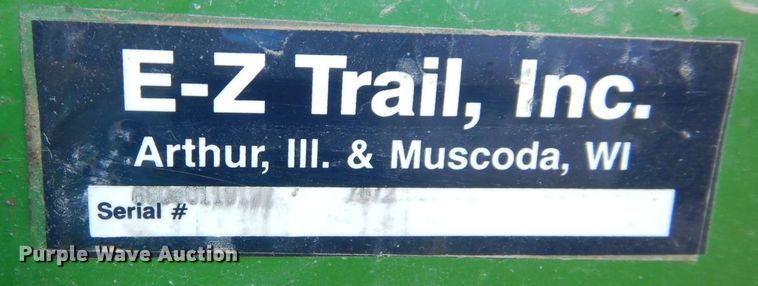 E-Z Trail, Inc.
Arthur, Ill. & Muscoda, WI
Serial #
Purple Wave Auction